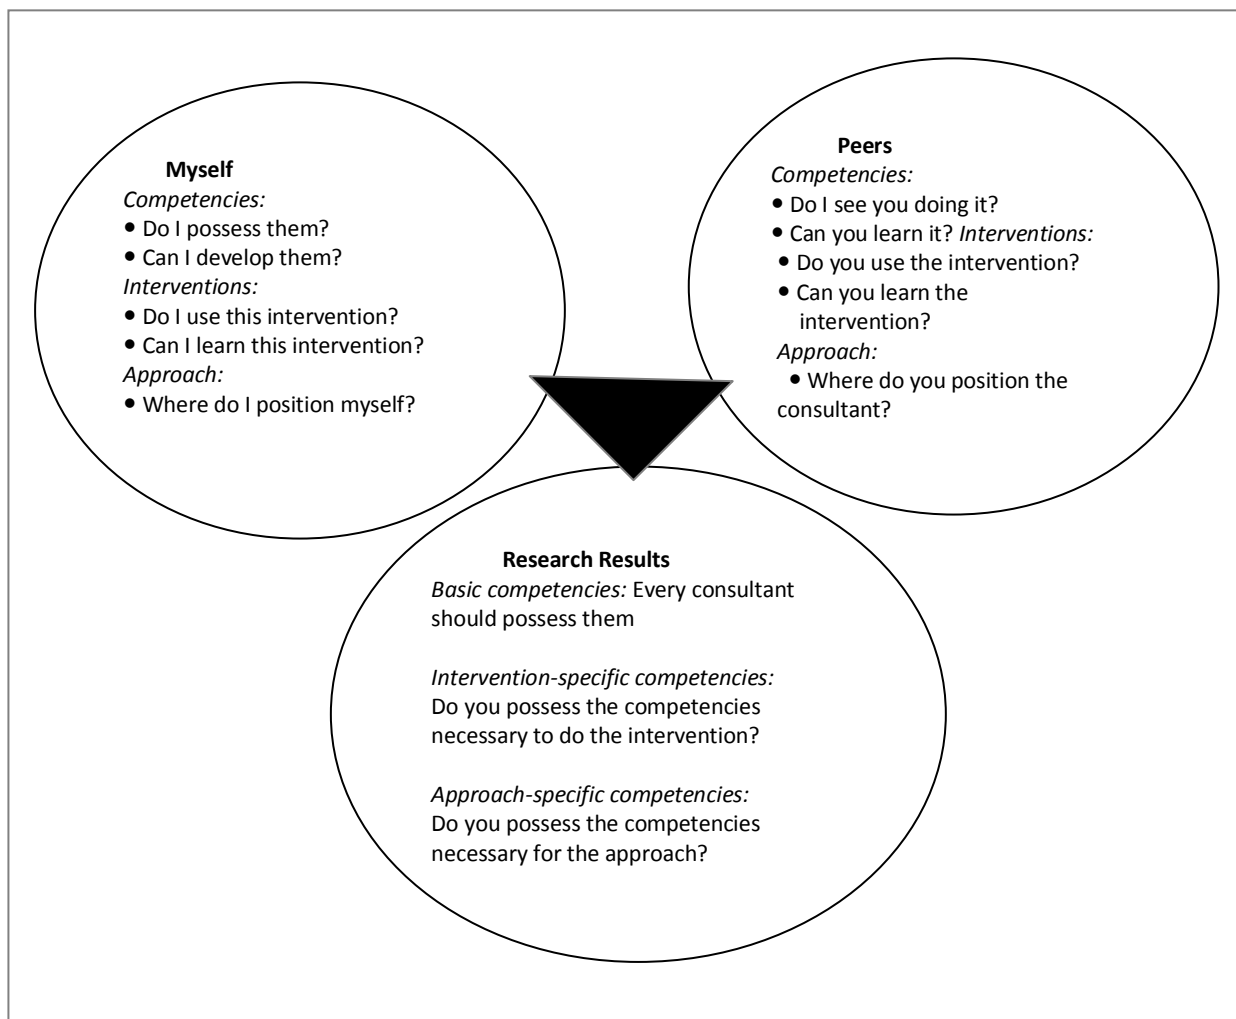 Myself
Competencies:
• Do I possess them?
• Can I develop them?
Interventions:
• Do I use this intervention?
• Can I learn this intervention?
Approach:
• Where do I position myself?
Peers
Competencies:
• Do I see you doing it?
• Can you learn it? Interventions:
• Do you use the intervention?
• Can you learn the
intervention?
Approach:
• Where do you position the
consultant?
Research Results
Basic competencies: Every consultant
should possess them
Intervention-specific competencies:
Do you possess the competencies
necessary to do the intervention?
Approach-specific competencies:
Do you possess the competencies
necessary for the approach?